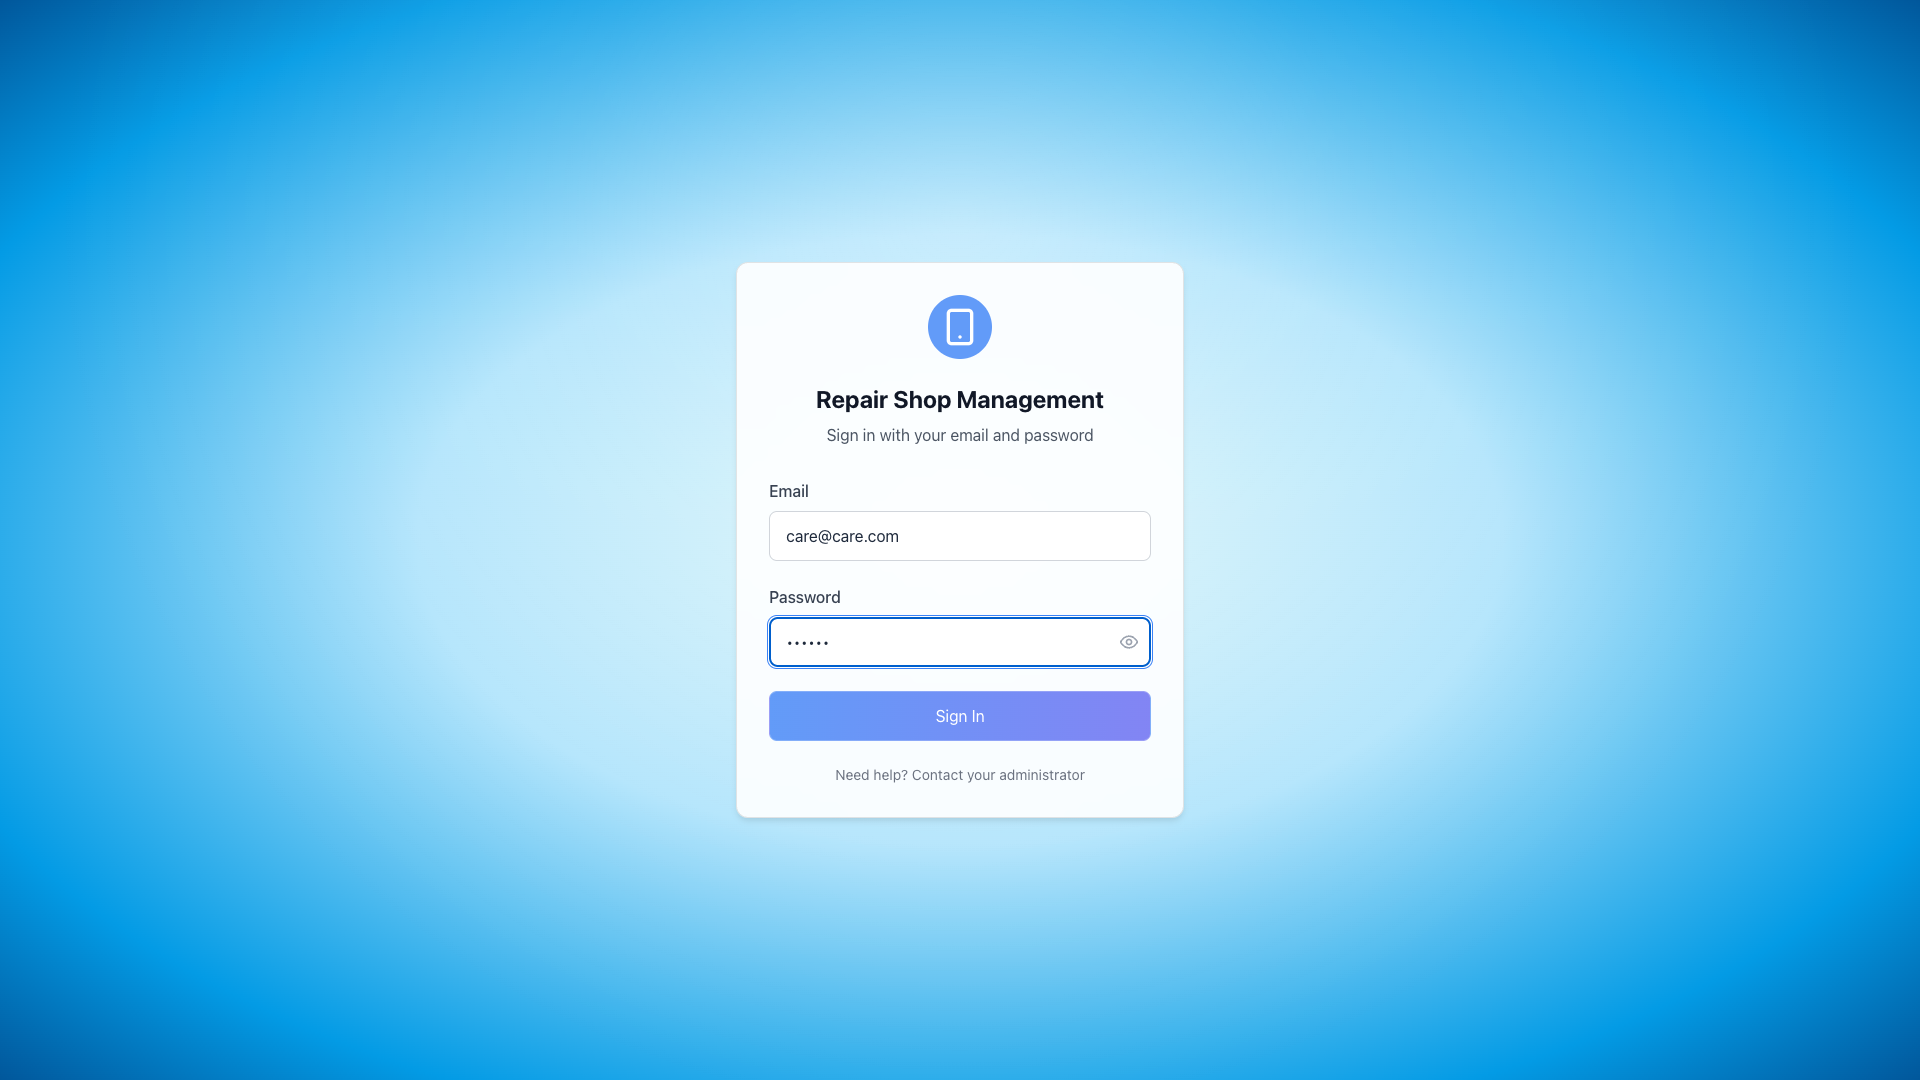 Repair Shop Management
Sign in with your email and password
Email
care@care.com
Password
••••••
Sign In
Need help? Contact your administrator